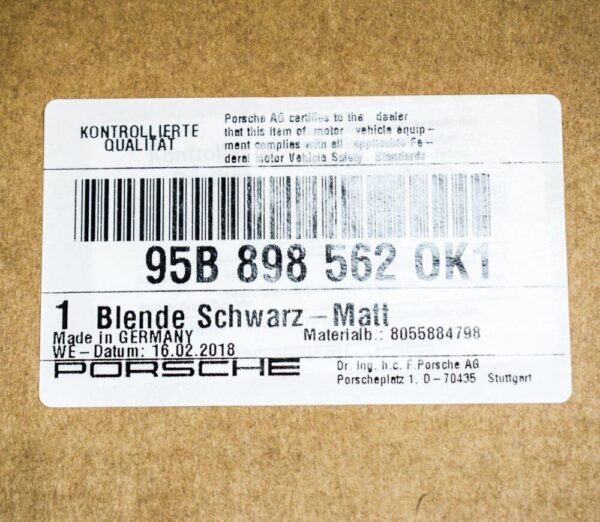 KONTROLLIERTE
QUALITÄT
Porsche AG certifies to the dealer
that this item of motor vehicle equip-
ment complies with all applicable Fe-
deral Motor Vehicle Safety Standards
95B 898 562 0K1
1 Blende Schwarz-Matt
Made in GERMANY
Materialb.: 8055884798
WE-Datum: 16.02.2018
PORSCHE
Dr. Ing. h.c. F.Porsche AG
Porscheplatz 1, D-70435 Stuttgart